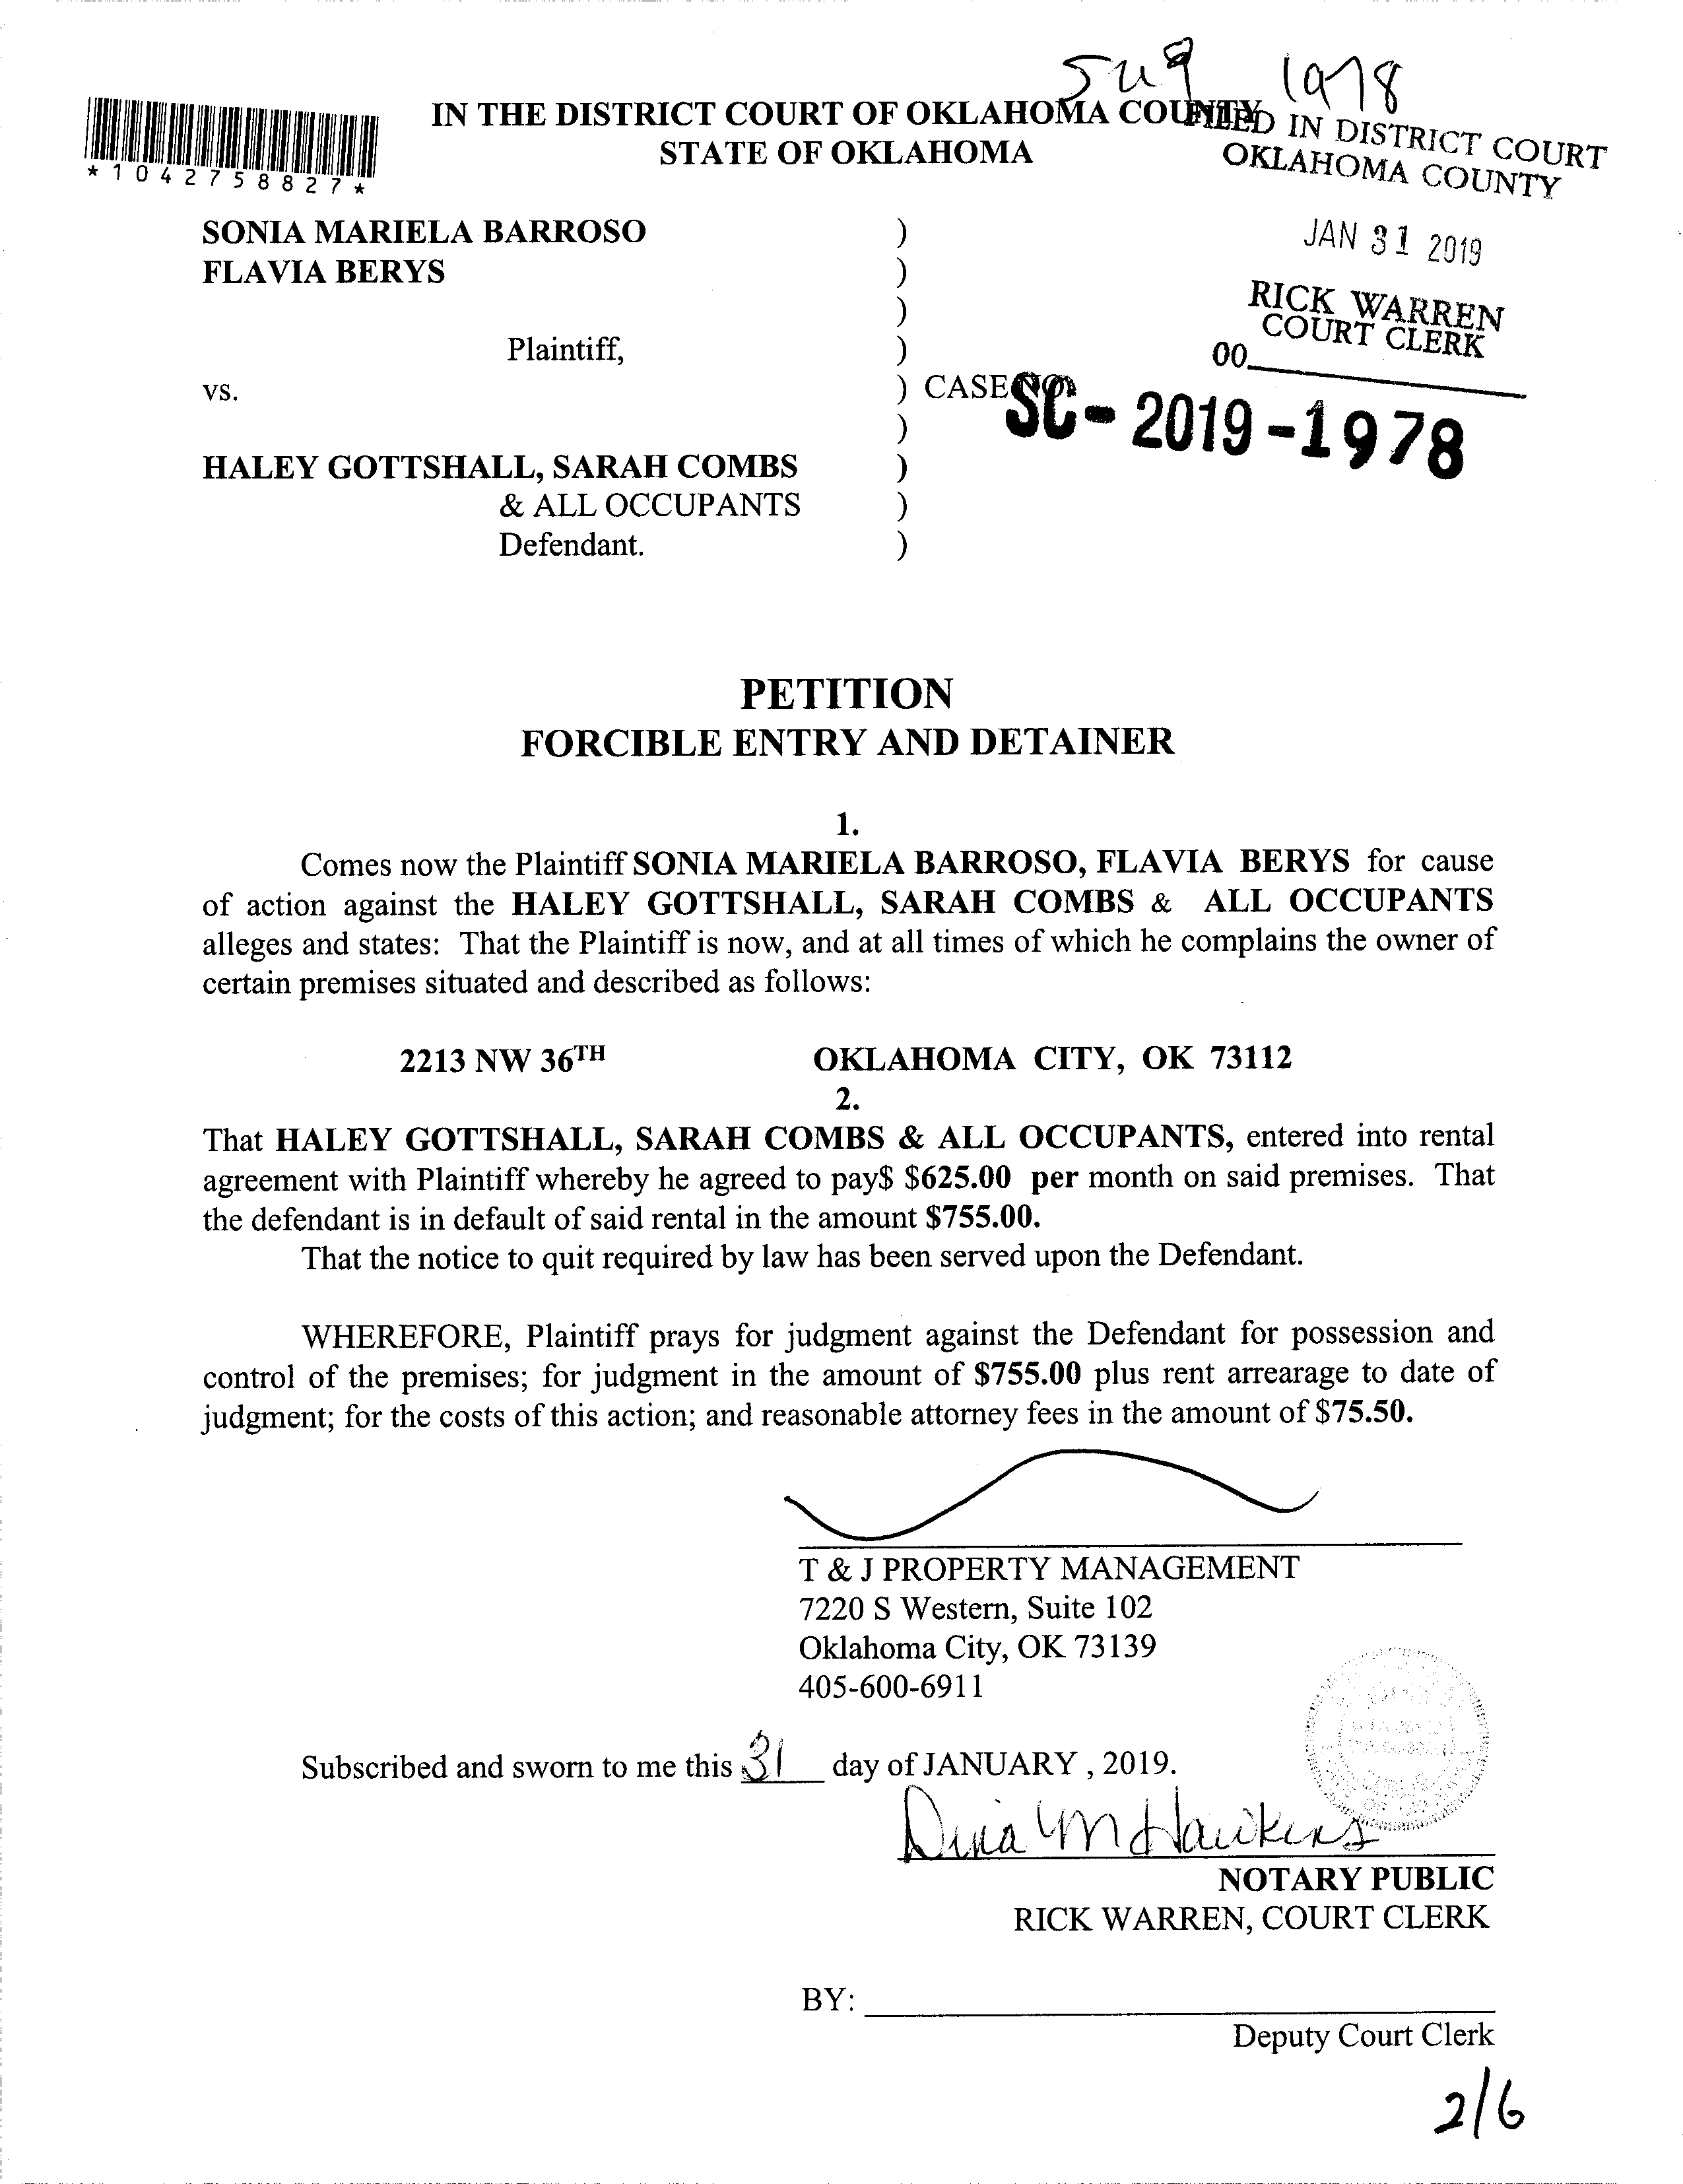 1978
IN THE DISTRICT COURT OF OKLAHOMA COUNTY
STATE OF OKLAHOMA
*1042758827*
FILED IN DISTRICT COURT
OKLAHOMA COUNTY
JAN 31 2019
RICK WARREN
COURT CLERK
00
SONIA MARIELA BARROSO )
FLAVIA BERYS )
)
Plaintiff, )
vs. ) CASE NO. SC-2019-1978
)
HALEY GOTTSHALL, SARAH COMBS )
& ALL OCCUPANTS )
Defendant. )
PETITION
FORCIBLE ENTRY AND DETAINER
1.
Comes now the Plaintiff SONIA MARIELA BARROSO, FLAVIA BERYS for cause
of action against the HALEY GOTTSHALL, SARAH COMBS & ALL OCCUPANTS
alleges and states: That the Plaintiff is now, and at all times of which he complains the owner of
certain premises situated and described as follows:
2213 NW 36TH OKLAHOMA CITY, OK 73112
2.
That HALEY GOTTSHALL, SARAH COMBS & ALL OCCUPANTS, entered into rental
agreement with Plaintiff whereby he agreed to pay$ $625.00 per month on said premises. That
the defendant is in default of said rental in the amount $755.00.
That the notice to quit required by law has been served upon the Defendant.
WHEREFORE, Plaintiff prays for judgment against the Defendant for possession and
control of the premises; for judgment in the amount of $755.00 plus rent arrearage to date of
judgment; for the costs of this action; and reasonable attorney fees in the amount of $75.50.
T & J PROPERTY MANAGEMENT
7220 S Western, Suite 102
Oklahoma City, OK 73139
405-600-6911
Subscribed and sworn to me this 31 day of JANUARY , 2019.
Dina M Hawkins
NOTARY PUBLIC
RICK WARREN, COURT CLERK
BY:
Deputy Court Clerk
2/6